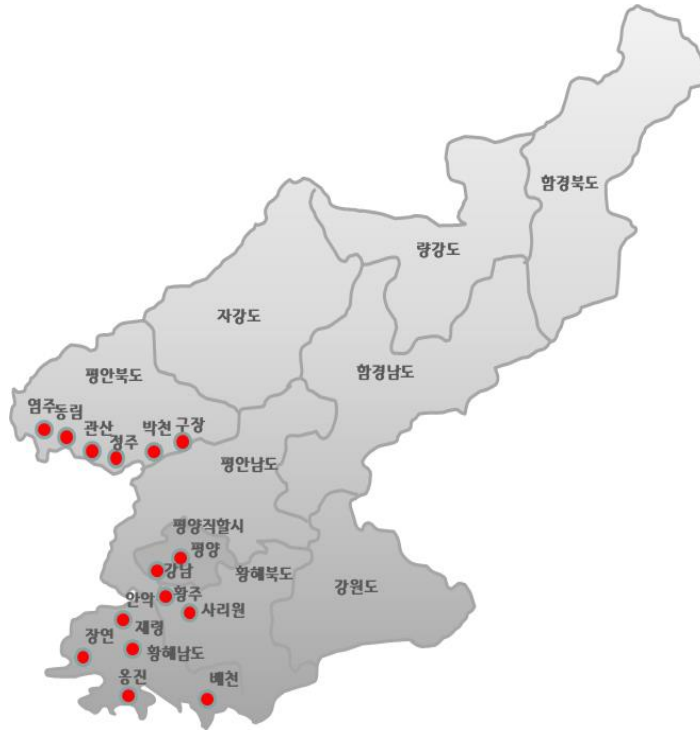 함경북도
량강도
자강도
함경남도
평안북도
염주
동림
관산
정주
박천
구장
평안남도
평양직할시
평양
강남
황해북도
강원도
안악
황주
사리원
재령
장연
황해남도
옹진
배천